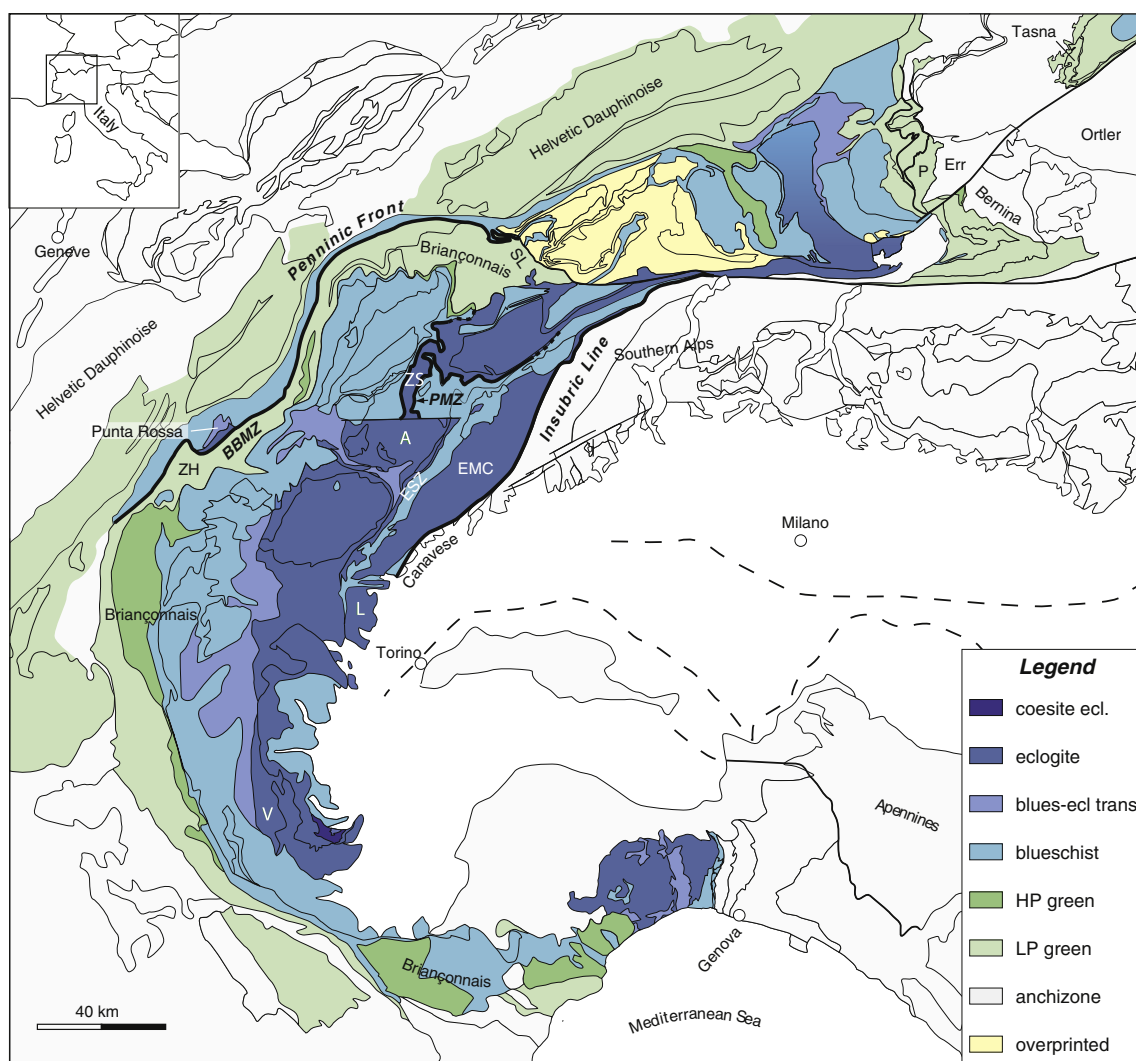 Italy
Tasna
Helvetic Dauphinoise
Ortler
P
Err
Bernina
Penninic Front
Genève
Briançonnais
SL
Helvetic Dauphinoise
Southern Alps
ZS
PMZ
Insubric Line
Punta Rossa
BBMZ
A
ZH
EMC
ESZ
Milano
Canavese
Briançonnais
L
Torino
Legend
coesite ecl.
eclogite
blues-ecl trans
blueschist
HP green
LP green
anchizone
overprinted
V
Apennines
Genova
Briançonnais
40 km
Mediterranean Sea